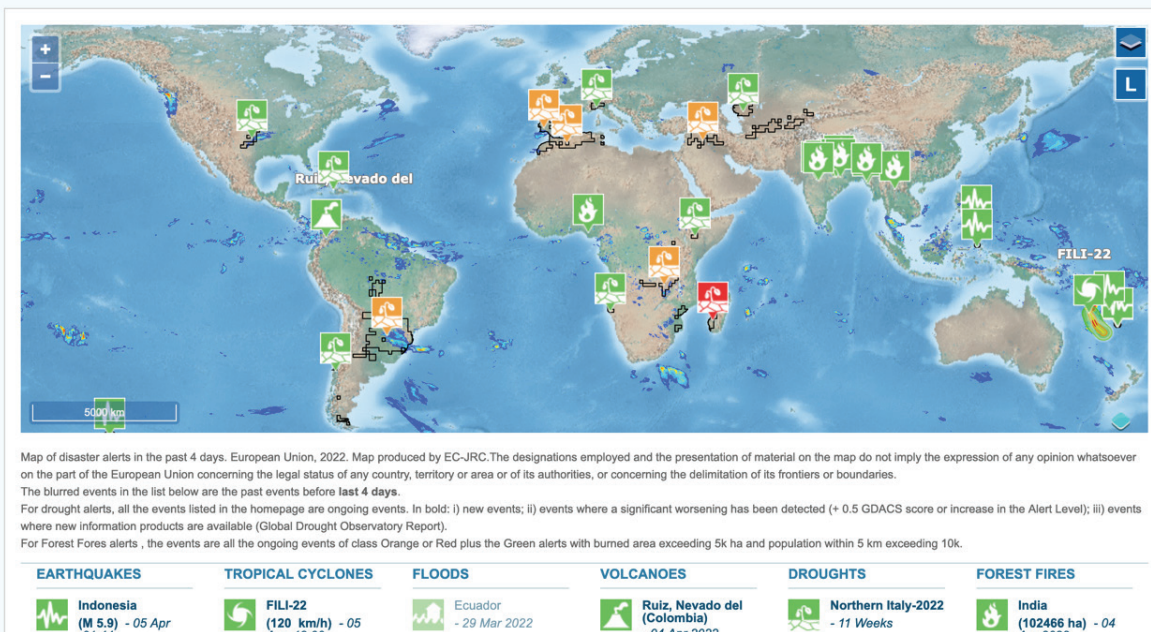 +
−
L
Ruiz, Nevado del
FILI-22
5000 km
Map of disaster alerts in the past 4 days. European Union, 2022. Map produced by EC-JRC.The designations employed and the presentation of material on the map do not imply the expression of any opinion whatsoever
on the part of the European Union concerning the legal status of any country, territory or area or of its authorities, or concerning the delimitation of its frontiers or boundaries.
The blurred events in the list below are the past events before last 4 days.
For drought alerts, all the events listed in the homepage are ongoing events. In bold: i) new events; ii) events where a significant worsening has been detected (+ 0.5 GDACS score or increase in the Alert Level); iii) events
where new information products are available (Global Drought Observatory Report).
For Forest Fores alerts , the events are all the ongoing events of class Orange or Red plus the Green alerts with burned area exceeding 5k ha and population within 5 km exceeding 10k.
EARTHQUAKES TROPICAL CYCLONES FLOODS VOLCANOES DROUGHTS FOREST FIRES
Indonesia
(M 5.9) - 05 Apr
FILI-22
(120 km/h) - 05
Ecuador
- 29 Mar 2022
Ruiz, Nevado del
(Colombia)
Northern Italy-2022
- 11 Weeks
India
(102466 ha) - 04